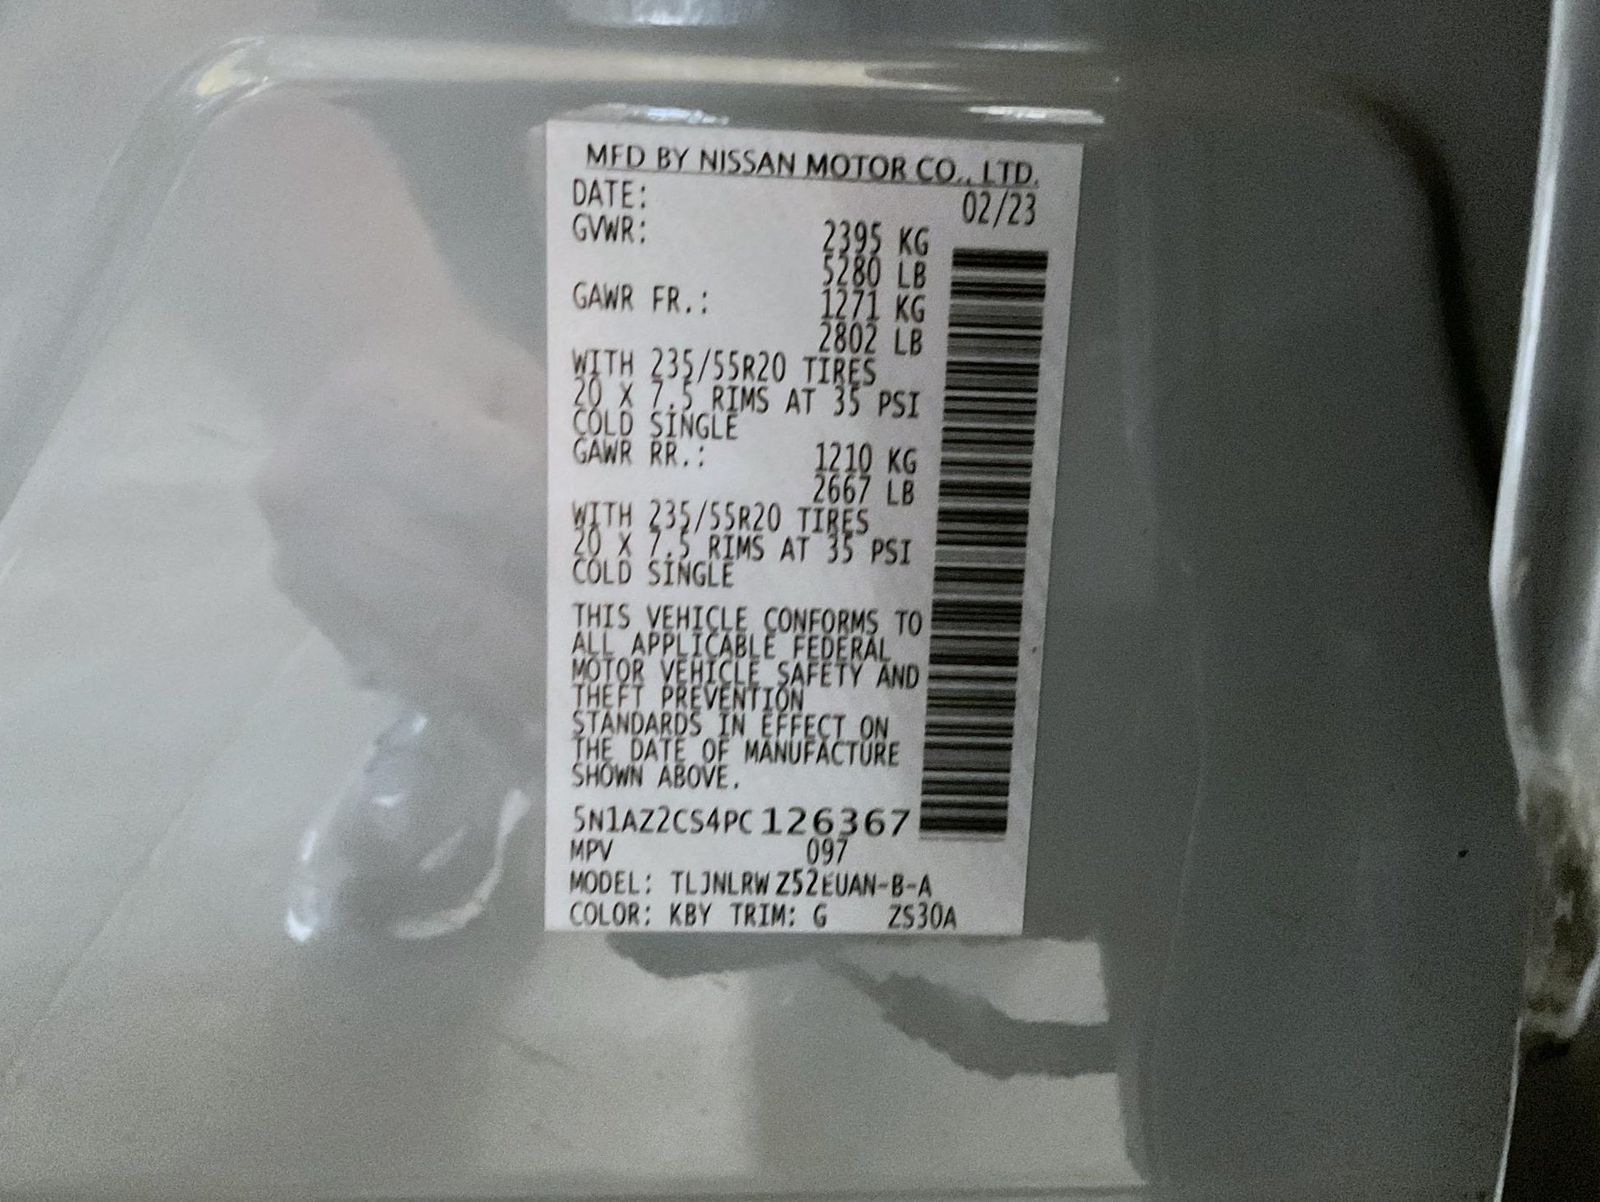 MFD BY NISSAN MOTOR CO., LTD.
DATE: 02/23
GVWR: 2395 KG
5280 LB
GAWR FR.: 1271 KG
2802 LB
WITH 235/55R20 TIRES
20 X 7.5 RIMS AT 35 PSI
COLD SINGLE
GAWR RR.: 1210 KG
2667 LB
WITH 235/55R20 TIRES
20 X 7.5 RIMS AT 35 PSI
COLD SINGLE
THIS VEHICLE CONFORMS TO
ALL APPLICABLE FEDERAL
MOTOR VEHICLE SAFETY AND
THEFT PREVENTION
STANDARDS IN EFFECT ON
THE DATE OF MANUFACTURE
SHOWN ABOVE.
5N1AZ2CS4PC126367
MPV 097
MODEL: TLJNLRWZ52EUAN-B-A
COLOR: KBY TRIM: G ZS30A